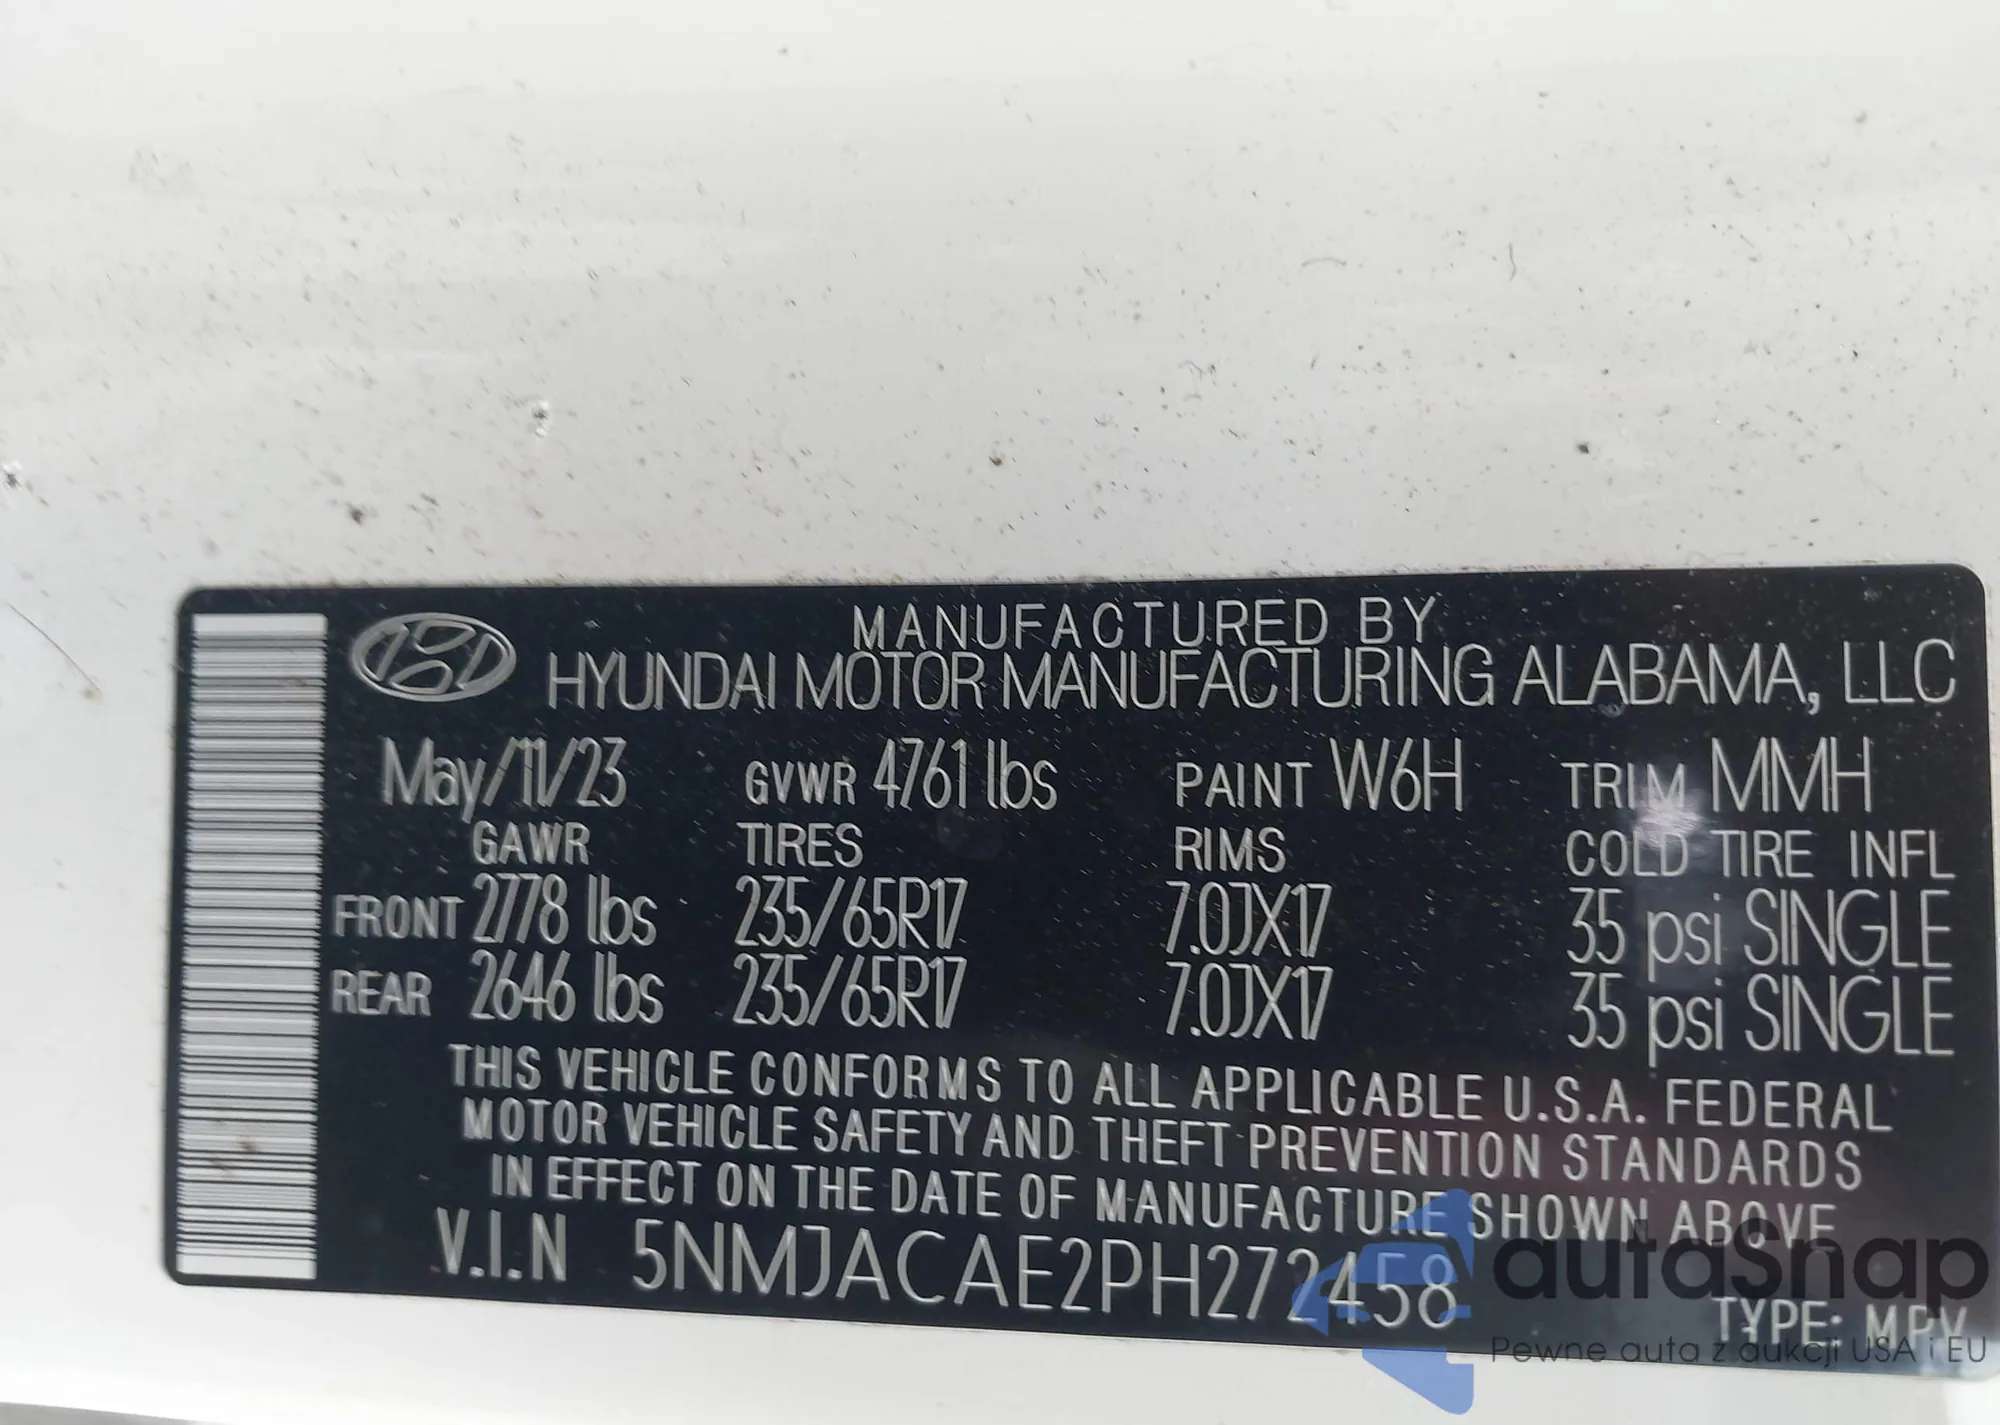 MANUFACTURED BY
HYUNDAI MOTOR MANUFACTURING ALABAMA, LLC
May/11/23 GVWR 4761 lbs PAINT W6H TRIM MMH
GAWR TIRES RIMS COLD TIRE INFL
FRONT 2778 lbs 235/65R17 7.0JX17 35 psi SINGLE
REAR 2646 lbs 235/65R17 7.0JX17 35 psi SINGLE
THIS VEHICLE CONFORMS TO ALL APPLICABLE U.S.A. FEDERAL
MOTOR VEHICLE SAFETY AND THEFT PREVENTION STANDARDS
IN EFFECT ON THE DATE OF MANUFACTURE SHOWN ABOVE
V.I.N 5NMJACAE2PH272458
TYPE: MPV
autaSnap
Pewne auta z aukcji USA i EU